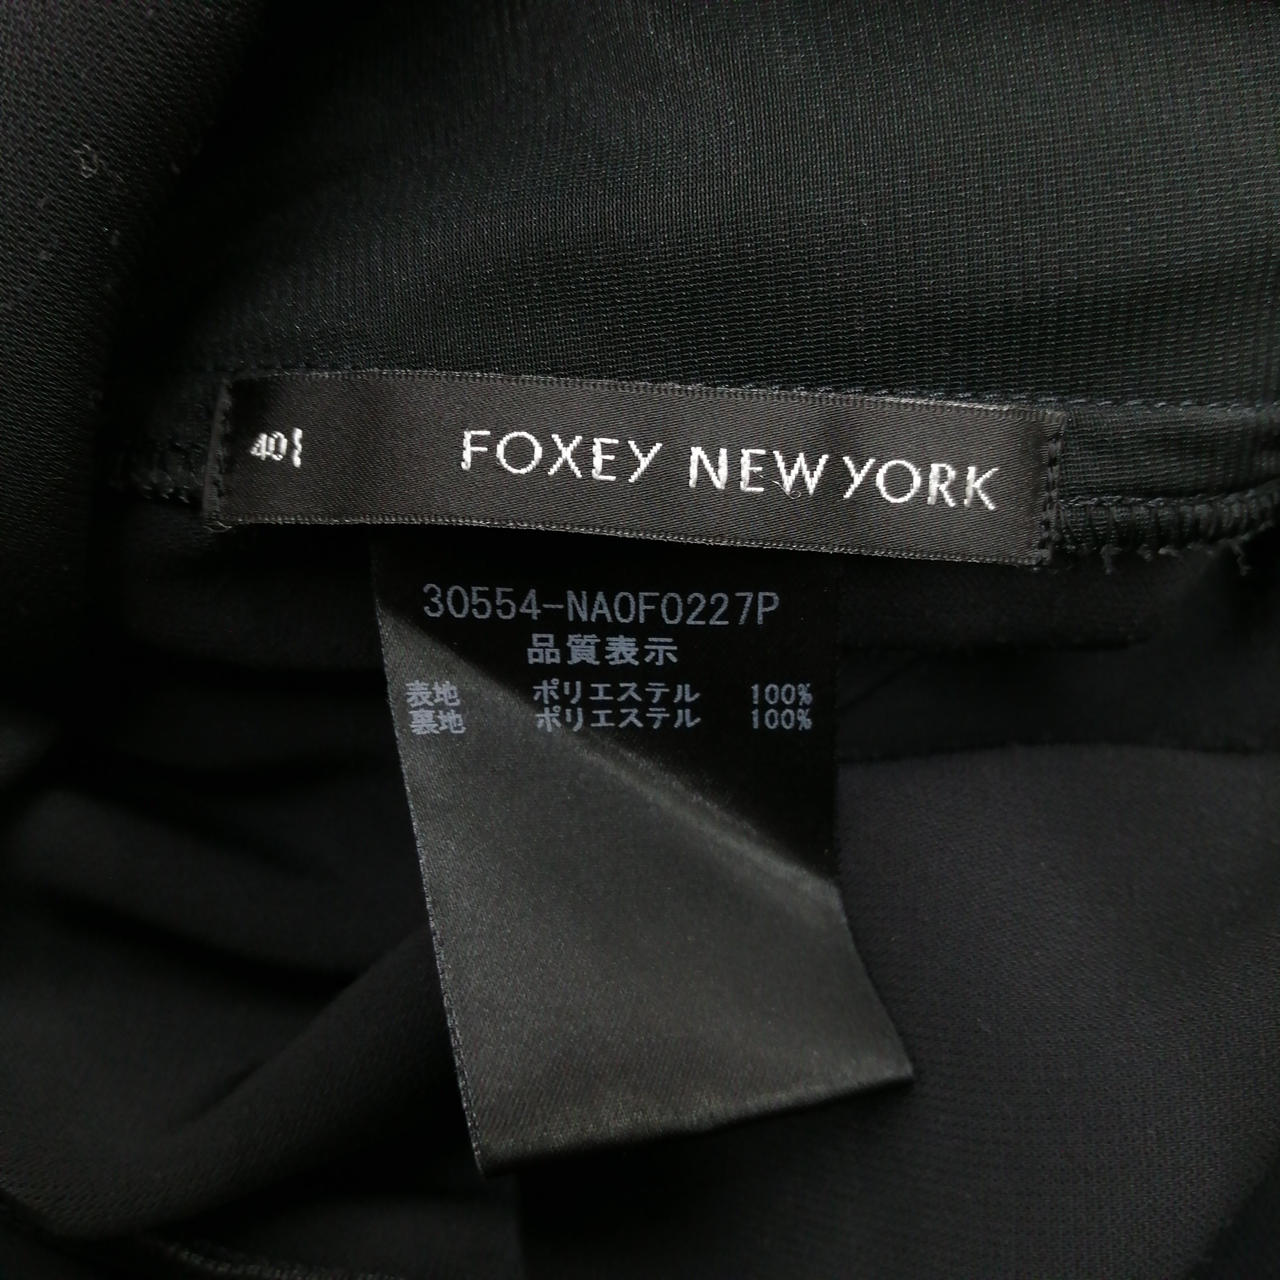 40 FOXEY NEW YORK
30554-NA0F0227P
品質表示
表地 ポリエステル 100%
裏地 ポリエステル 100%